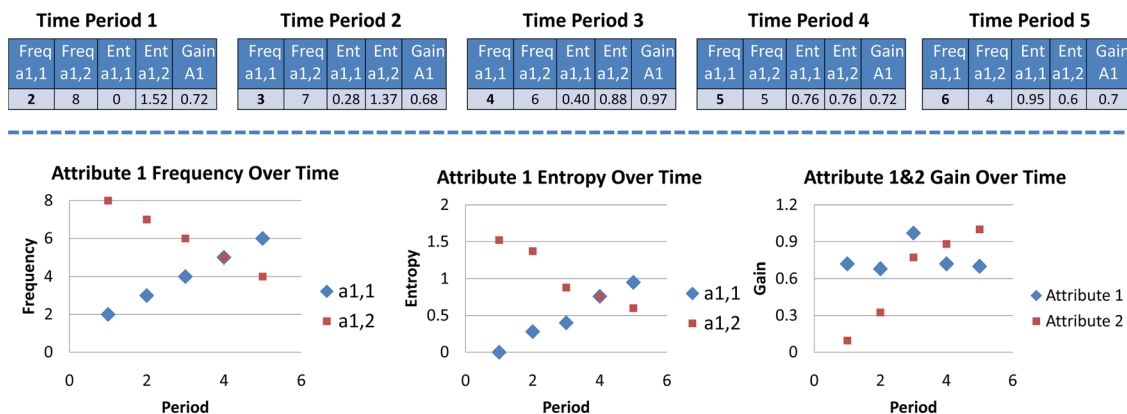 Time Period 1
Freq Freq Ent Ent Gain
a1,1 a1,2 a1,1 a1,2 A1
2 8 0 1.52 0.72
Time Period 2
Freq Freq Ent Ent Gain
a1,1 a1,2 a1,1 a1,2 A1
3 7 0.28 1.37 0.68
Time Period 3
Freq Freq Ent Ent Gain
a1,1 a1,2 a1,1 a1,2 A1
4 6 0.40 0.88 0.97
Time Period 4
Freq Freq Ent Ent Gain
a1,1 a1,2 a1,1 a1,2 A1
5 5 0.76 0.76 0.72
Time Period 5
Freq Freq Ent Ent Gain
a1,1 a1,2 a1,1 a1,2 A1
6 4 0.95 0.6 0.7
Attribute 1 Frequency Over Time
Frequency
8
6
4
2
0
0 2 4 6
Period
a1,1
a1,2
Attribute 1 Entropy Over Time
Entropy
2
1.5
1
0.5
0
0 2 4 6
Period
a1,1
a1,2
Attribute 1&2 Gain Over Time
Gain
1.2
0.9
0.6
0.3
0
0 2 4 6
Period
Attribute 1
Attribute 2